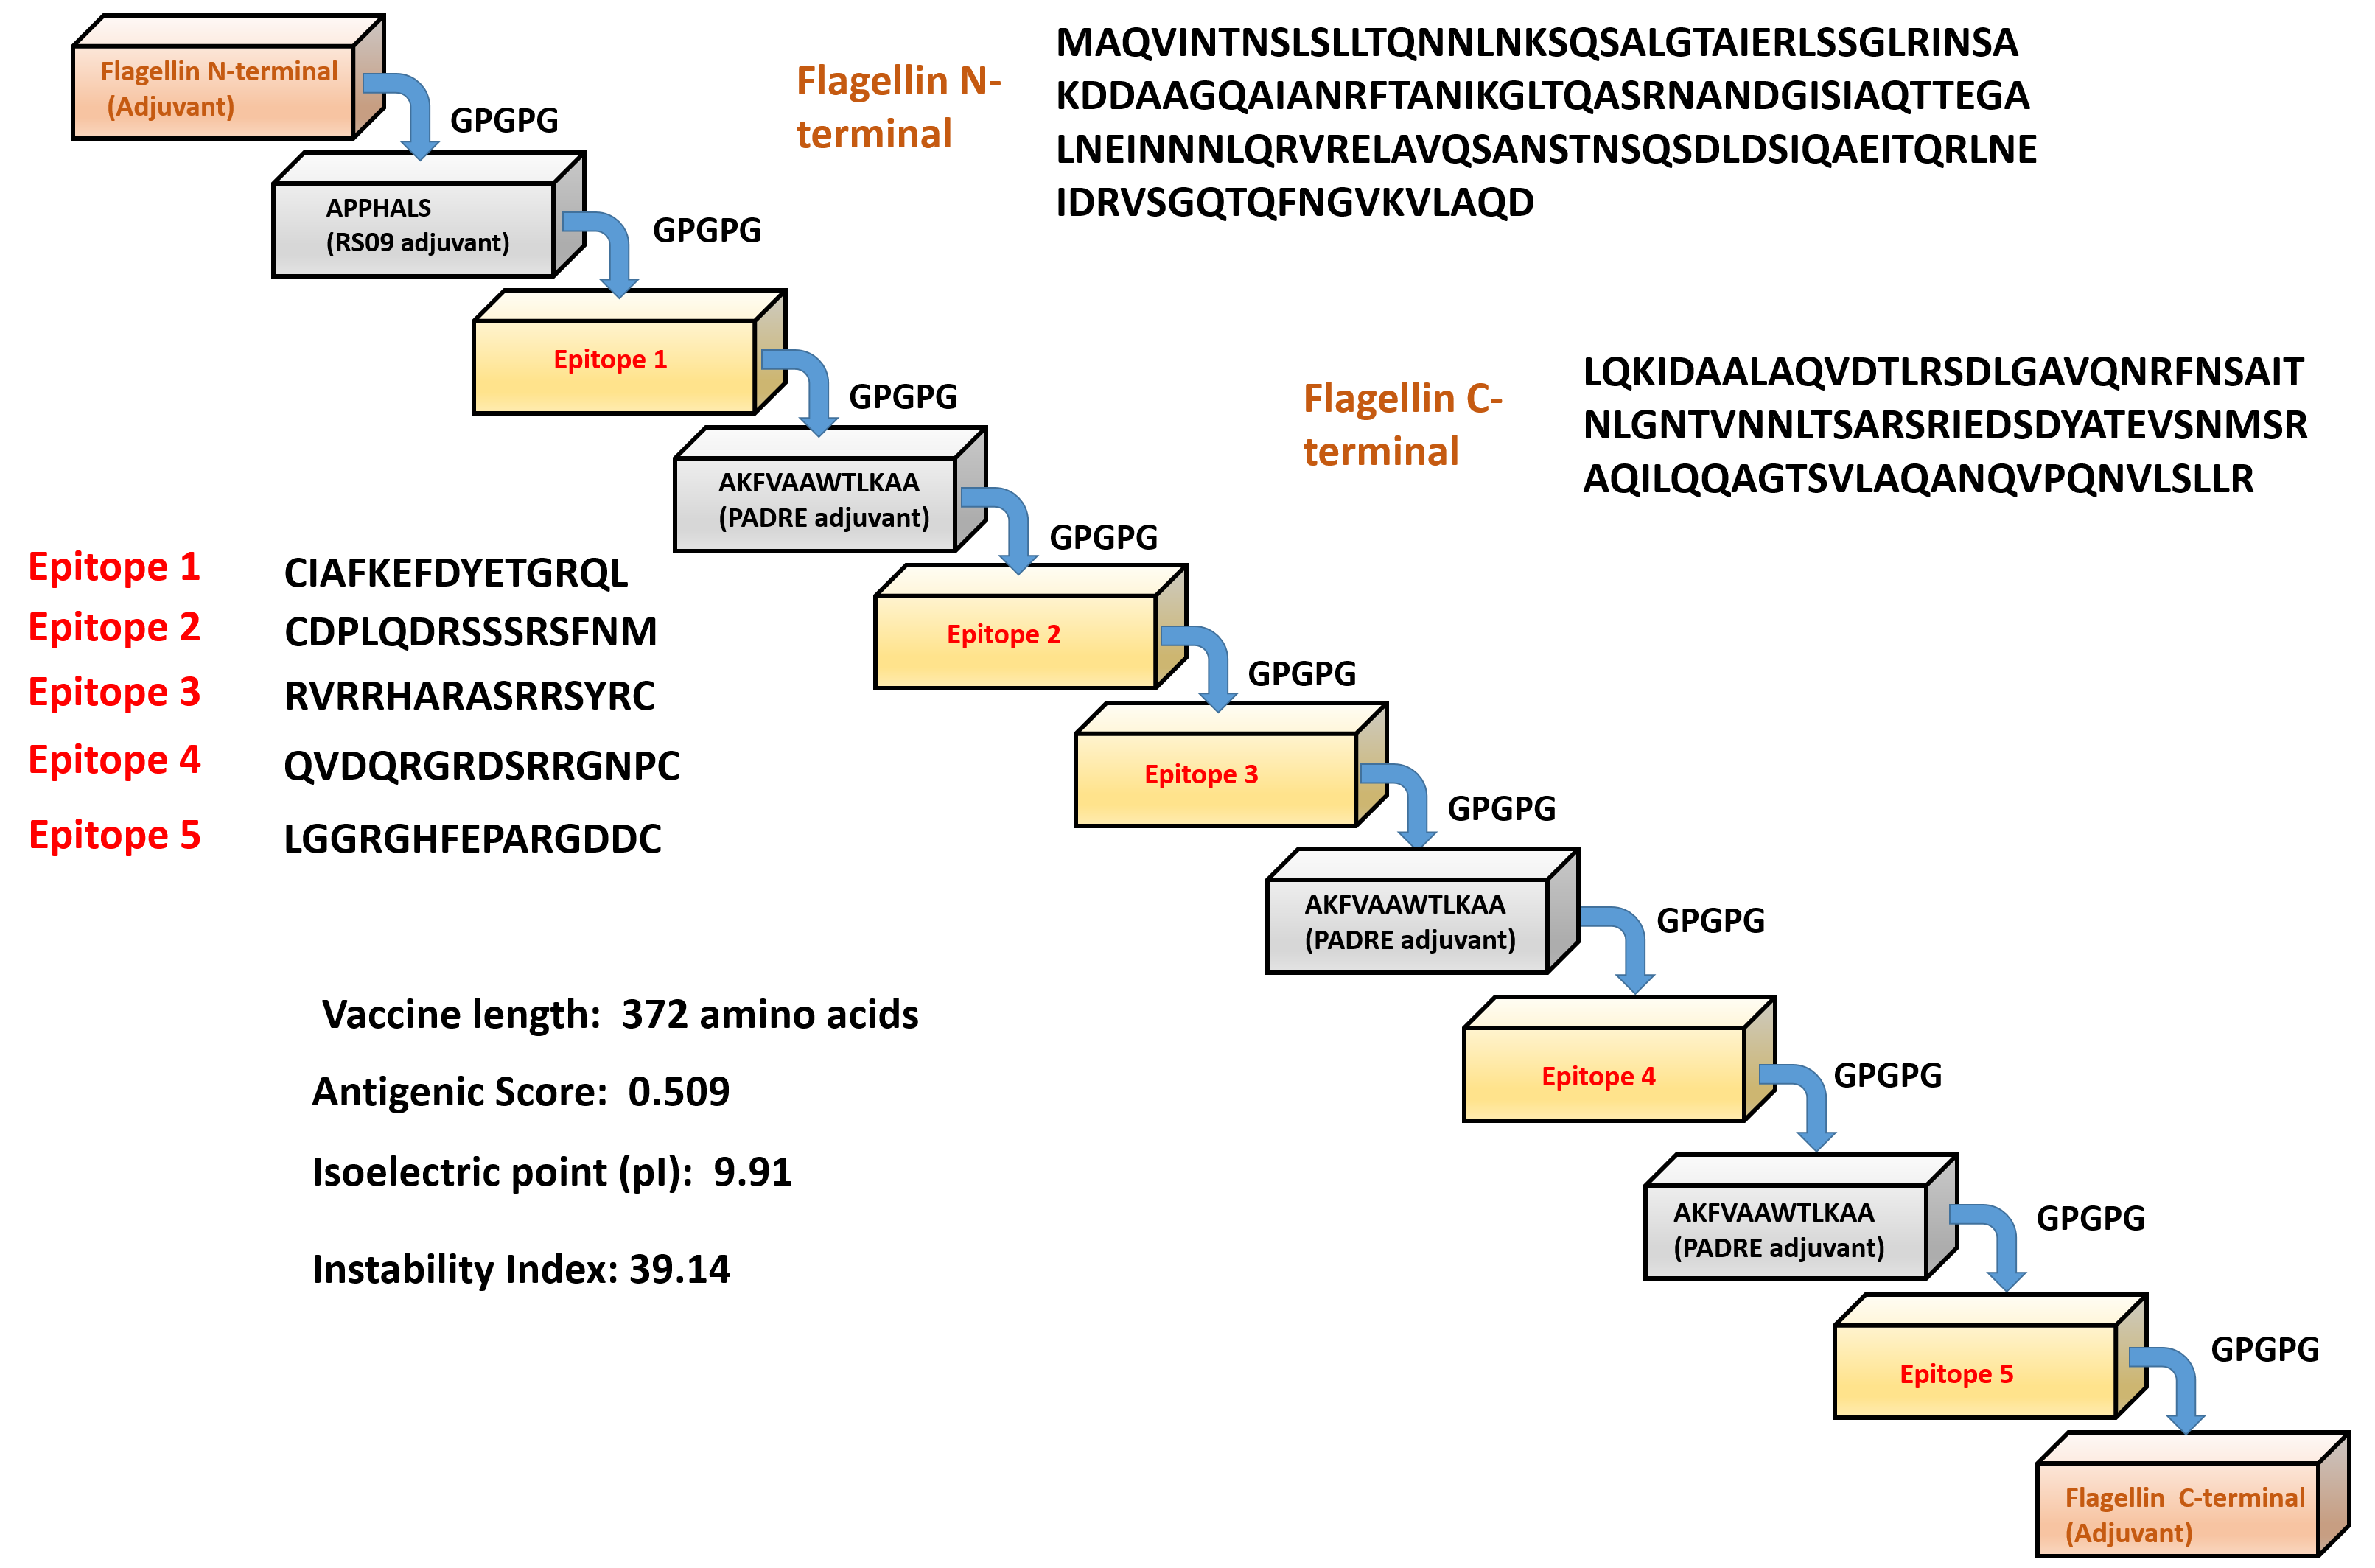 Flagellin N-terminal
(Adjuvant)
GPGPG
APPHALS
(RS09 adjuvant)
GPGPG
Epitope 1
GPGPG
AKFVAAWTLKAA
(PADRE adjuvant)
GPGPG
Epitope 2
GPGPG
Epitope 3
GPGPG
AKFVAAWTLKAA
(PADRE adjuvant)
GPGPG
Epitope 4
GPGPG
AKFVAAWTLKAA
(PADRE adjuvant)
GPGPG
Epitope 5
GPGPG
Flagellin C-terminal
(Adjuvant)
Flagellin N-
terminal
MAQVINTNSLSLLTQNNLNKSQSALGTAIERLSSGLRINSA
KDDAAGQAIANRFTANIKGLTQASRNANDGISIAQTTEGA
LNEINNNLQRVRELAVQSANSTNSQSDLDSIQAEITQRLNE
IDRVSGQTQFNGVKVLAQD
Flagellin C-
terminal
LQKIDAALAQVDTLRSDLGAVQNRFNSAIT
NLGNTVNNLTSARSRIEDSDYATEVSNMSR
AQILQQAGTSVLAQANQVPQNVLSLLR
Epitope 1 CIAFKEFDYETGRQL
Epitope 2 CDPLQDRSSSRSFNM
Epitope 3 RVRRHARASRRSYRC
Epitope 4 QVDQRGRDSRRGNPC
Epitope 5 LGGRGHFEPARGDDC
Vaccine length: 372 amino acids
Antigenic Score: 0.509
Isoelectric point (pI): 9.91
Instability Index: 39.14